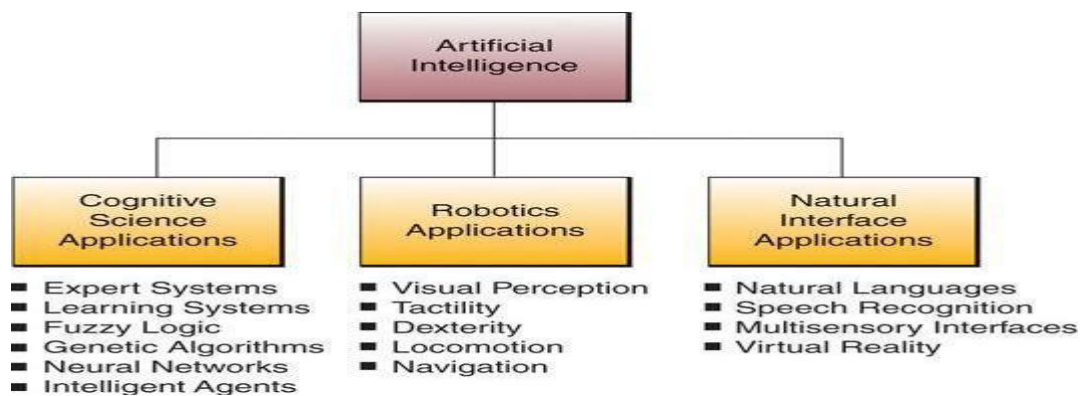 Artificial
Intelligence
Cognitive
Science
Applications
Robotics
Applications
Natural
Interface
Applications
Expert Systems
Learning Systems
Fuzzy Logic
Genetic Algorithms
Neural Networks
Intelligent Agents
Visual Perception
Tactility
Dexterity
Locomotion
Navigation
Natural Languages
Speech Recognition
Multisensory Interfaces
Virtual Reality